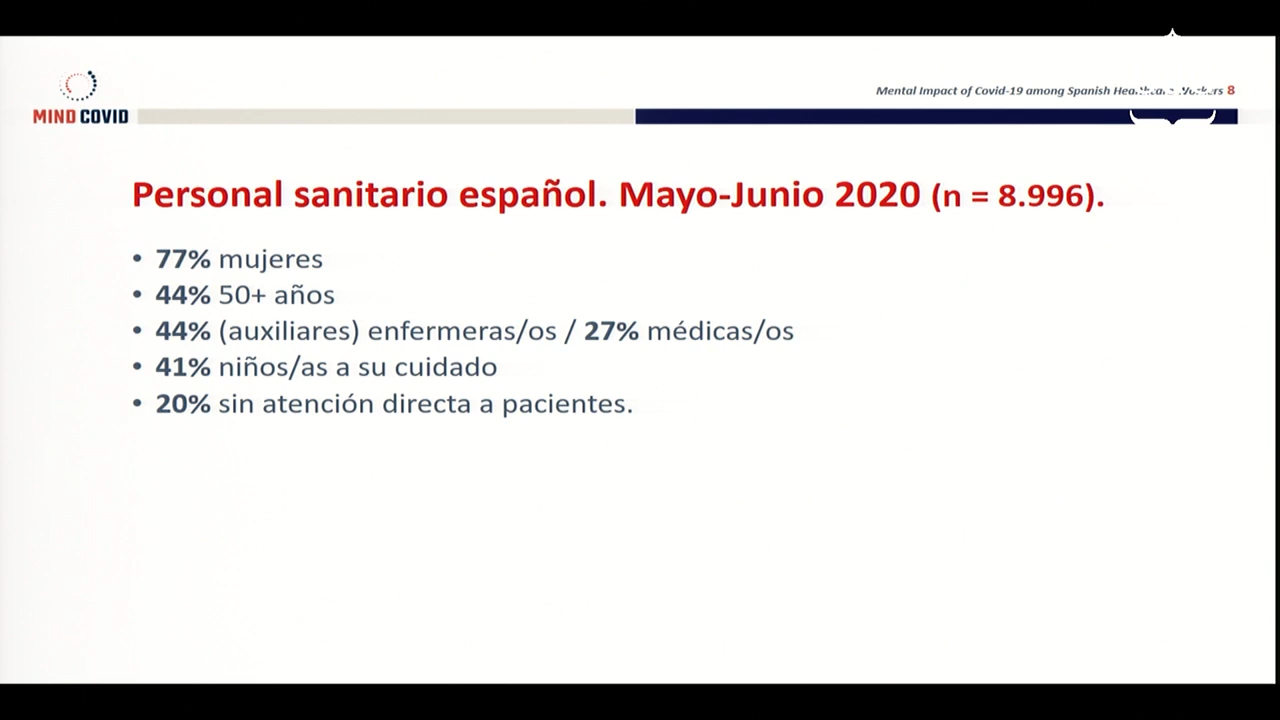 Mental Impact of Covid-19 among Spanish Healthcare Workers 8
MIND COVID
Personal sanitario español. Mayo-Junio 2020 (n = 8.996).
• 77% mujeres
• 44% 50+ años
• 44% (auxiliares) enfermeras/os / 27% médicas/os
• 41% niños/as a su cuidado
• 20% sin atención directa a pacientes.